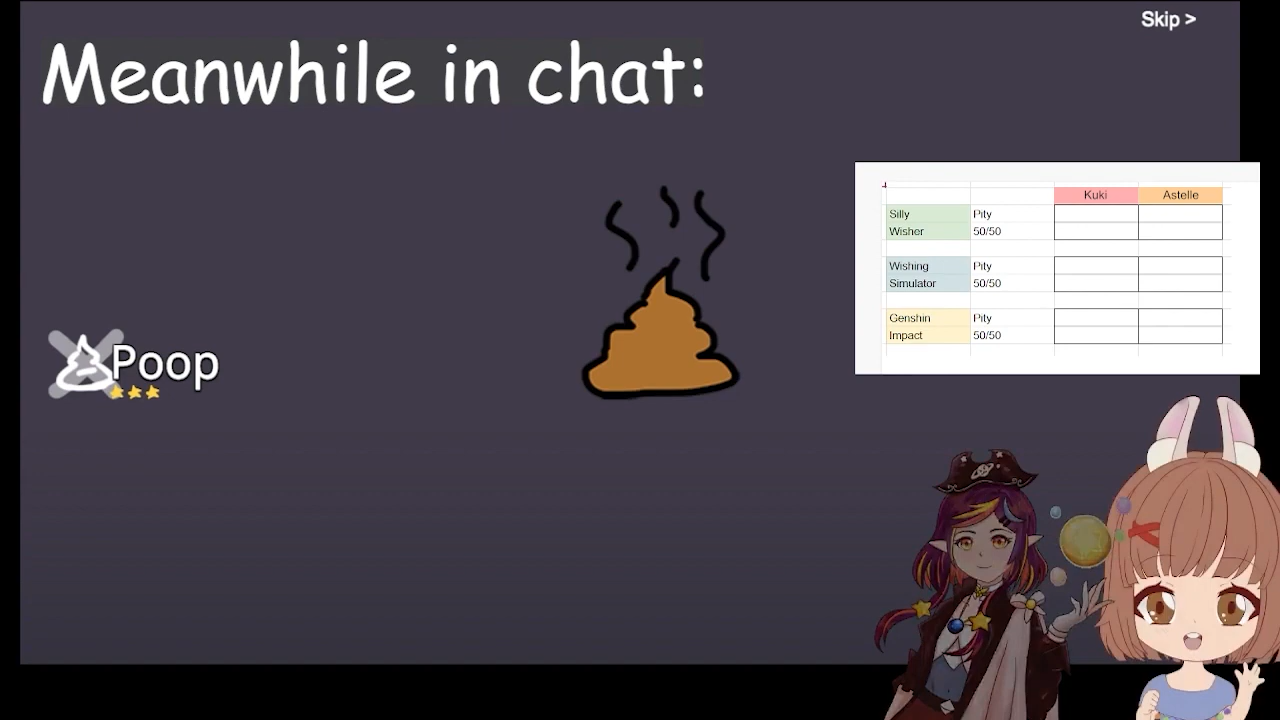 Skip >
Meanwhile in chat:
Kuki Astelle
Silly Pity
Wisher 50/50
Wishing Pity
Simulator 50/50
Genshin Pity
Impact 50/50
Poop